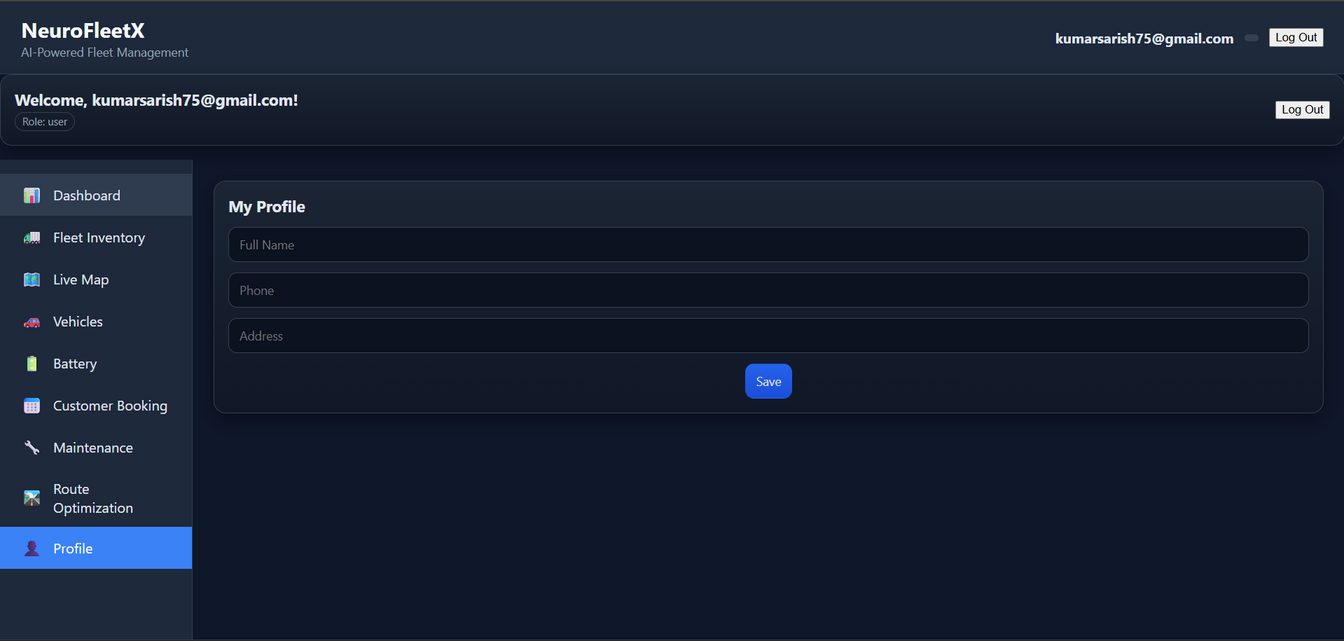 NeuroFleetX
AI-Powered Fleet Management
kumarsarish75@gmail.com
Log Out
Welcome, kumarsarish75@gmail.com!
Role: user
Log Out
Dashboard
Fleet Inventory
Live Map
Vehicles
Battery
Customer Booking
Maintenance
Route
Optimization
Profile
My Profile
Full Name
Phone
Address
Save